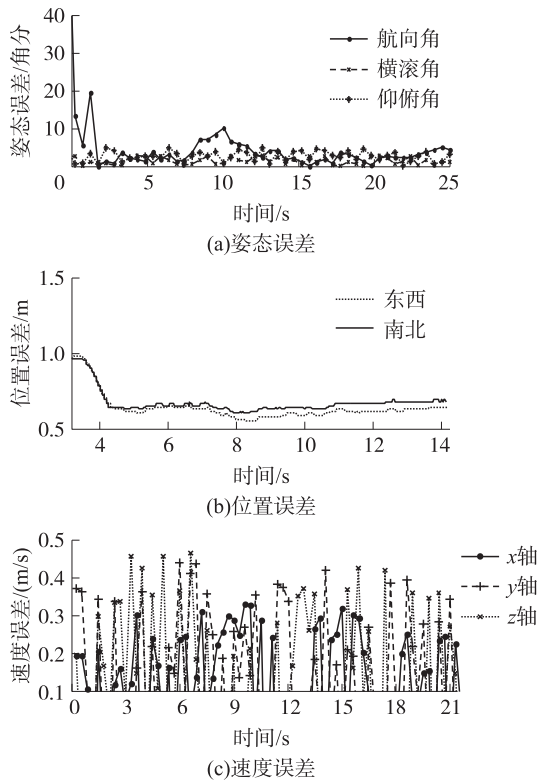 姿态误差/角分
40
30
20
10
0
5
10
15
20
25
航向角
横滚角
仰俯角
时间/s
(a)姿态误差
位置误差/m
1.5
1.0
0.5
4
6
8
10
12
14
东西
南北
时间/s
(b)位置误差
速度误差/(m/s)
0.5
0.4
0.3
0.2
0.1
0
3
6
9
12
15
18
21
x轴
y轴
z轴
时间/s
(c)速度误差